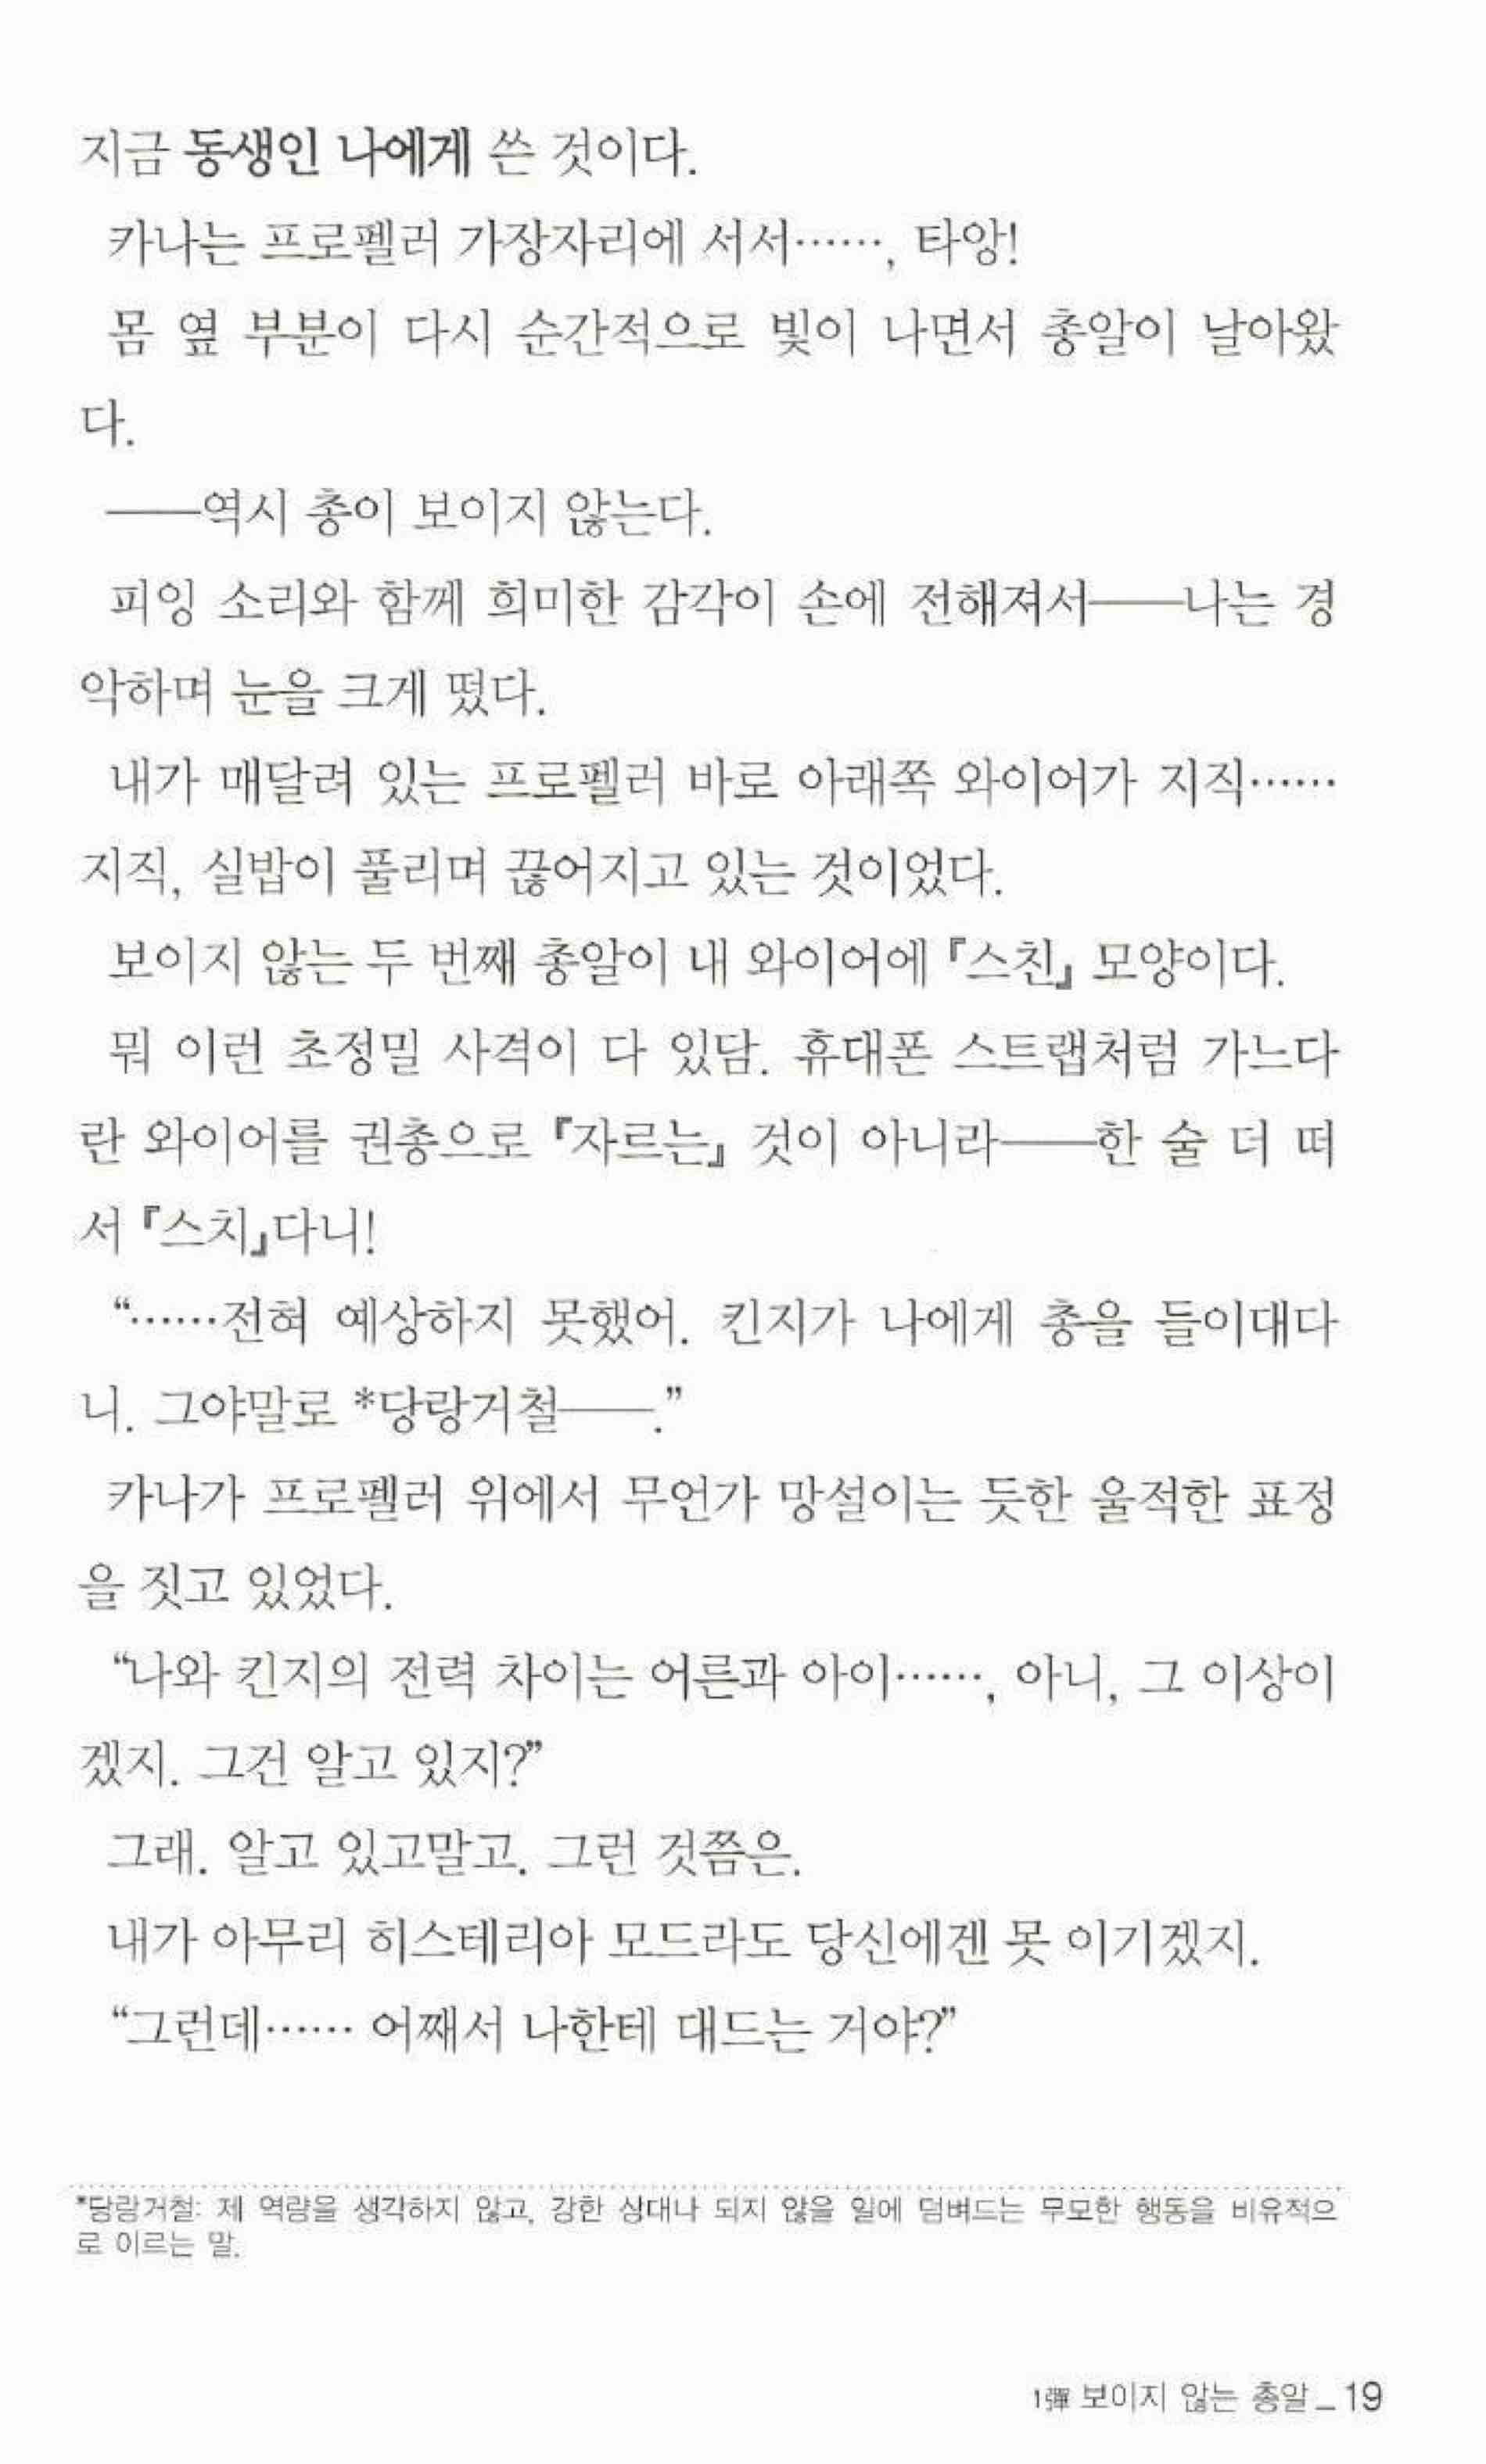 지금 동생인 나에게 쓴 것이다.
카나는 프로펠러 가장자리에 서서……, 타앙!
몸 옆 부분이 다시 순간적으로 빛이 나면서 총알이 날아왔
다.
──역시 총이 보이지 않는다.
피잉 소리와 함께 희미한 감각이 손에 전해져서──나는 경
악하며 눈을 크게 떴다.
내가 매달려 있는 프로펠러 바로 아래쪽 와이어가 지직……
지직, 실밥이 풀리며 끊어지고 있는 것이었다.
보이지 않는 두 번째 총알이 내 와이어에 『스친』 모양이다.
뭐 이런 초정밀 사격이 다 있담. 휴대폰 스트랩처럼 가느다
란 와이어를 권총으로 『자르는』 것이 아니라──한 술 더 떠
서 『스치』다니!
“……전혀 예상하지 못했어. 킨지가 나에게 총을 들이대다
니. 그야말로 *당랑거철──.”
카나가 프로펠러 위에서 무언가 망설이는 듯한 울적한 표정
을 짓고 있었다.
“나와 킨지의 전력 차이는 어른과 아이……, 아니, 그 이상이
겠지. 그건 알고 있지?”
그래. 알고 있고말고. 그런 것쯤은.
내가 아무리 히스테리아 모드라도 당신에겐 못 이기겠지.
“그런데…… 어째서 나한테 대드는 거야?”
*당랑거철: 제 역량을 생각하지 않고, 강한 상대나 되지 않을 일에 덤벼드는 무모한 행동을 비유적으
로 이르는 말.
1彈 보이지 않는 총알 _ 19